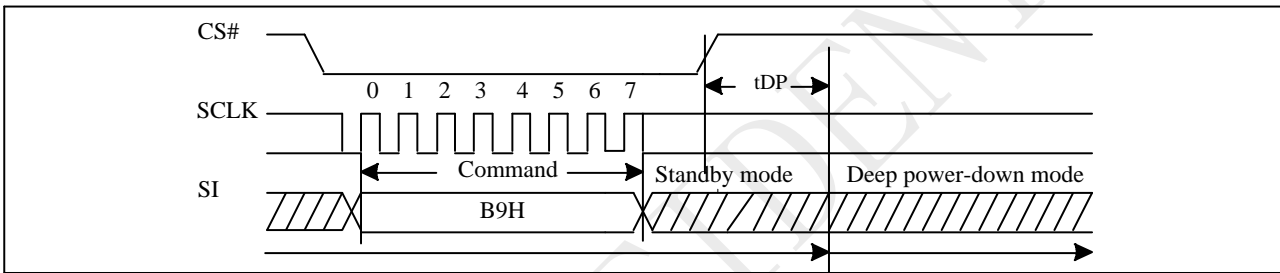 CS#
tDP
0 1 2 3 4 5 6 7
SCLK
Command
Standby mode
Deep power-down mode
SI
B9H